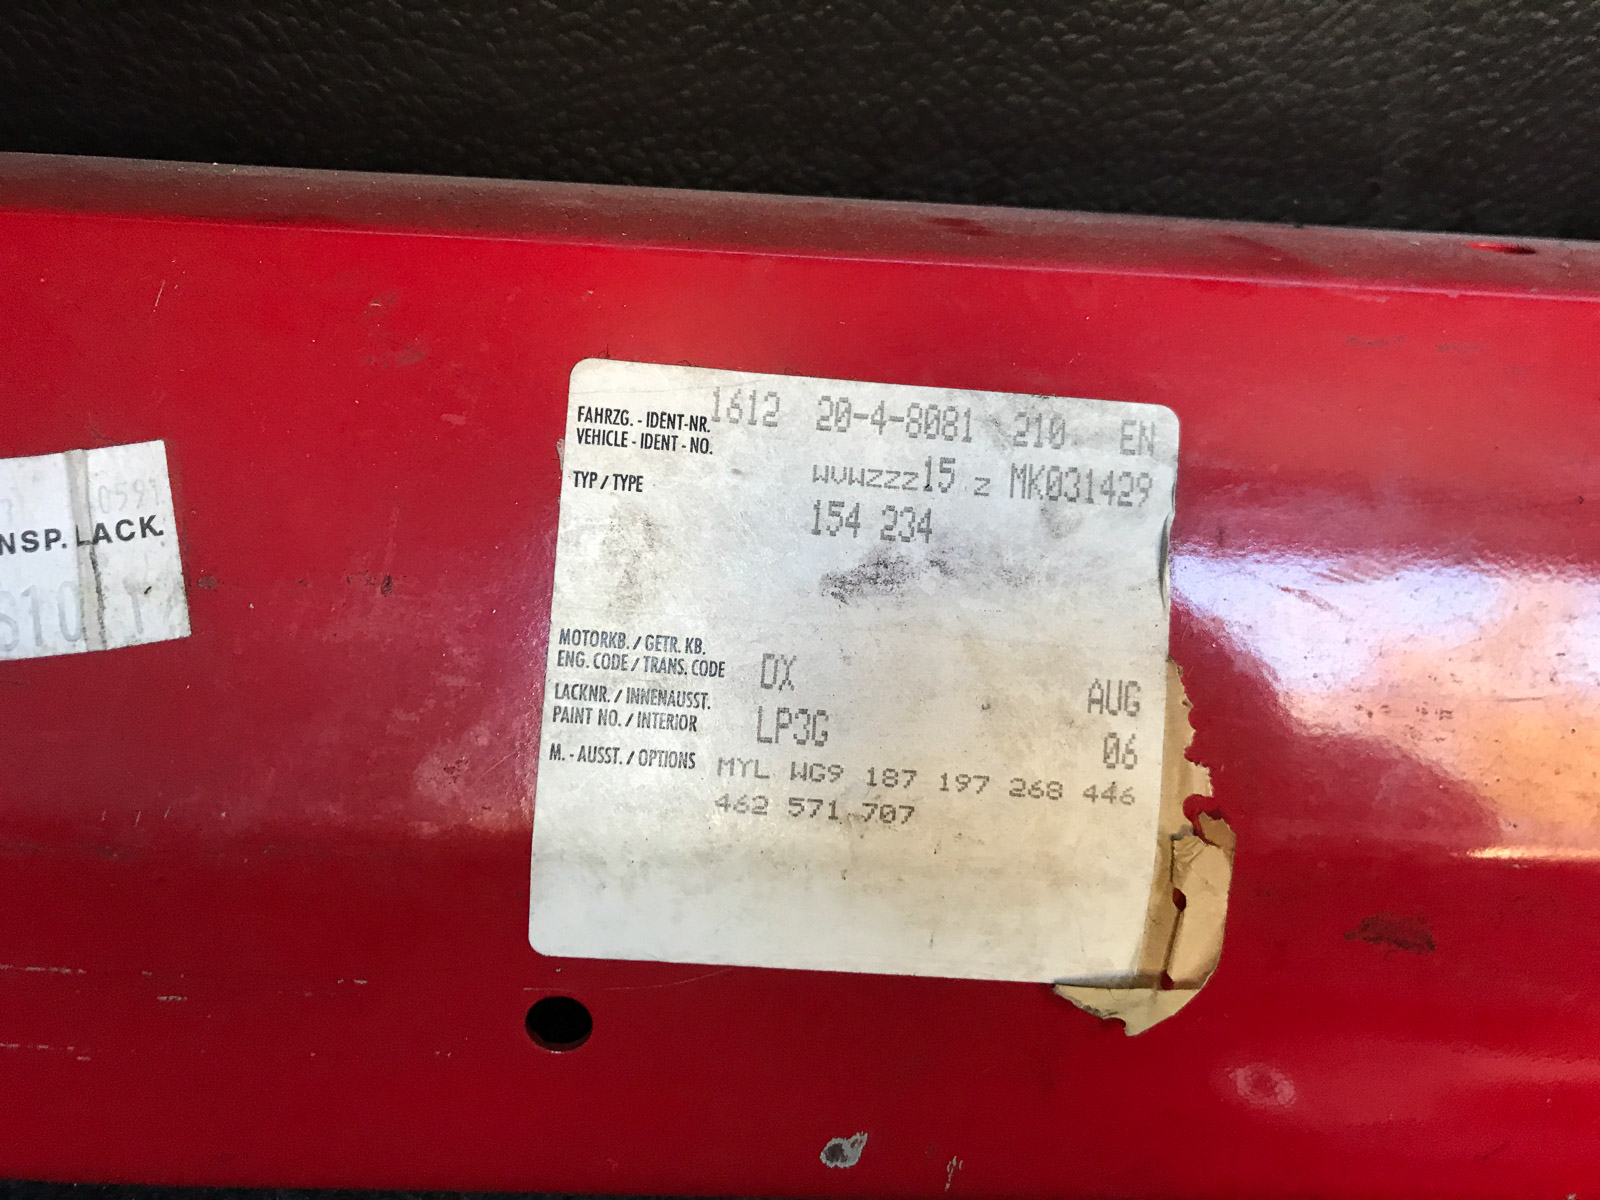 FAHRZG. - IDENT-NR. 1612 20-4-8081 210 EN
VEHICLE - IDENT - NO. WVWZZZ15 Z MK031429
TYP / TYPE 154 234
MOTORKB. / GETR. KB.
ENG. CODE / TRANS. CODE DX AUG
LACKNR. / INNENAUSST.
PAINT NO. / INTERIOR LP3G 06
M. - AUSST. / OPTIONS MYL WG9 187 197 268 446
462 571 707
0591
NSP. LACK.